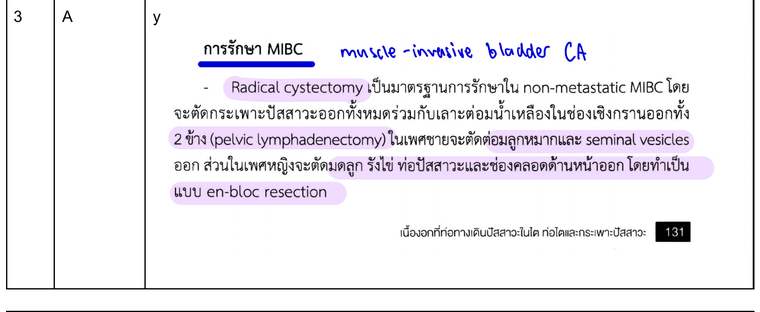 3 A y
การรักษา MIBC muscle-invasive bladder CA
- Radical cystectomy เป็นมาตรฐานการรักษาใน non-metastatic MIBC โดย
จะตัดกระเพาะปัสสาวะออกทั้งหมดร่วมกับเลาะต่อมน้ำเหลืองในช่องเชิงกรานออกทั้ง
2 ข้าง (pelvic lymphadenectomy) ในเพศชายจะตัดต่อมลูกหมากและ seminal vesicles
ออก ส่วนในเพศหญิงจะตัดมดลูก รังไข่ ท่อปัสสาวะและช่องคลอดด้านหน้าออก โดยทำเป็น
แบบ en-bloc resection
เนื้องอกที่ท่อทางเดินปัสสาวะในไต ท่อไตและกระเพาะปัสสาวะ 131